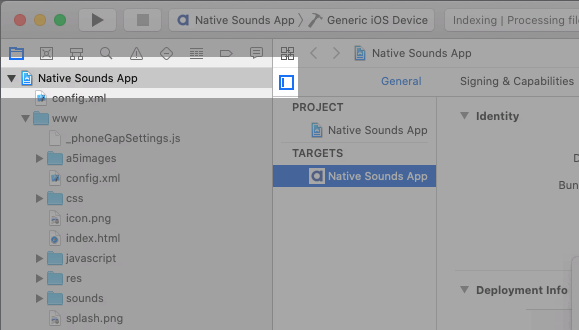 Native Sounds App
Generic iOS Device
Indexing | Processing fil
Native Sounds App
Native Sounds App
General
Signing & Capabilities
config.xml
www
_phoneGapSettings.js
a5images
config.xml
css
icon.png
index.html
javascript
res
sounds
splash.png
PROJECT
Native Sounds App
TARGETS
Native Sounds App
Identity
D
Bun
Deployment Info